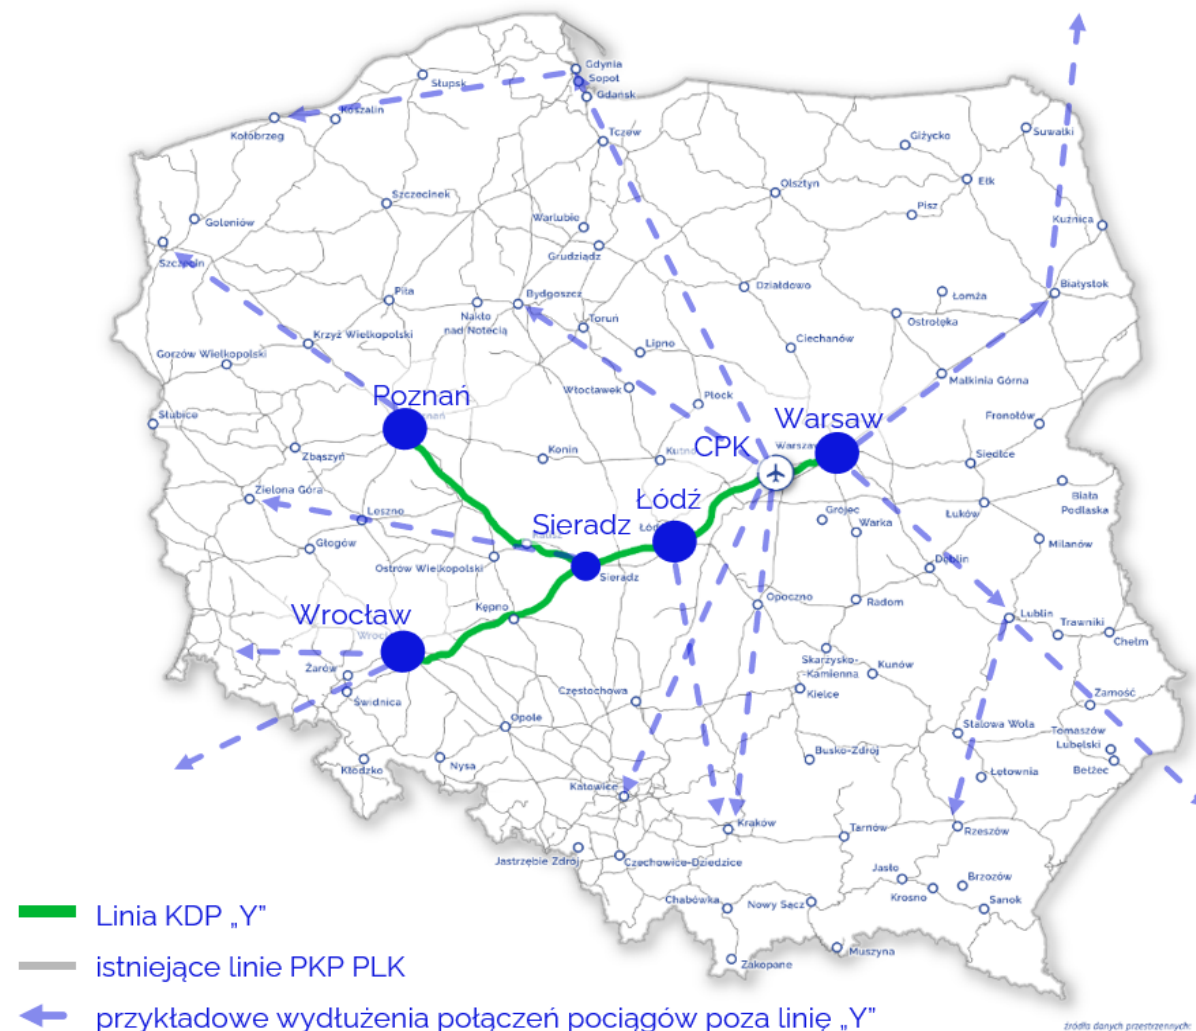 Gdynia
Słupsk
Sopot
Gdańsk
Koszalin
Kołobrzeg
Tczew
Giżycko
Suwałki
Ełk
Olsztyn
Szczecinek
Pisz
Goleniów
Warlubie
Kuźnica
Grudziądz
Szczecin
Działdowo
Białystok
Piła
Bydgoszcz
Łomża
Nakło
nad Notecią
Toruń
Ostrołęka
Krzyż Wielkopolski
Ciechanów
Gorzów Wielkopolski
Lipno
Małkinia Górna
Włocławek
Płock
Poznań
Warsaw
Słubice
Fronołów
CPK
Zbąszyń
Konin
Kutno
Siedlce
Zielona Góra
Łódź
Biała
Podlaska
Leszno
Sieradz
Grójec
Łuków
Warka
Głogów
Milanów
Ostrów Wielkopolski
Dęblin
Sieradz
Wrocław
Kępno
Opoczno
Radom
Lublin
Trawniki
Chełm
Żarów
Skarżysko-
Kamienna
Kunów
Świdnica
Częstochowa
Kielce
Zamość
Opole
Stalowa Wola
Tomaszów
Lubelski
Busko-Zdrój
Bełżec
Kłodzko
Nysa
Łętownia
Katowice
Kraków
Tarnów
Rzeszów
Jastrzębie Zdrój
Czechowice-Dziedzice
Jasło
Brzozów
Chabówka
Nowy Sącz
Krosno
Sanok
Muszyna
Zakopane
Linia KDP „Y”
istniejące linie PKP PLK
przykładowe wydłużenia połączeń pociągów poza linię „Y”
źródła danych przestrzennych: